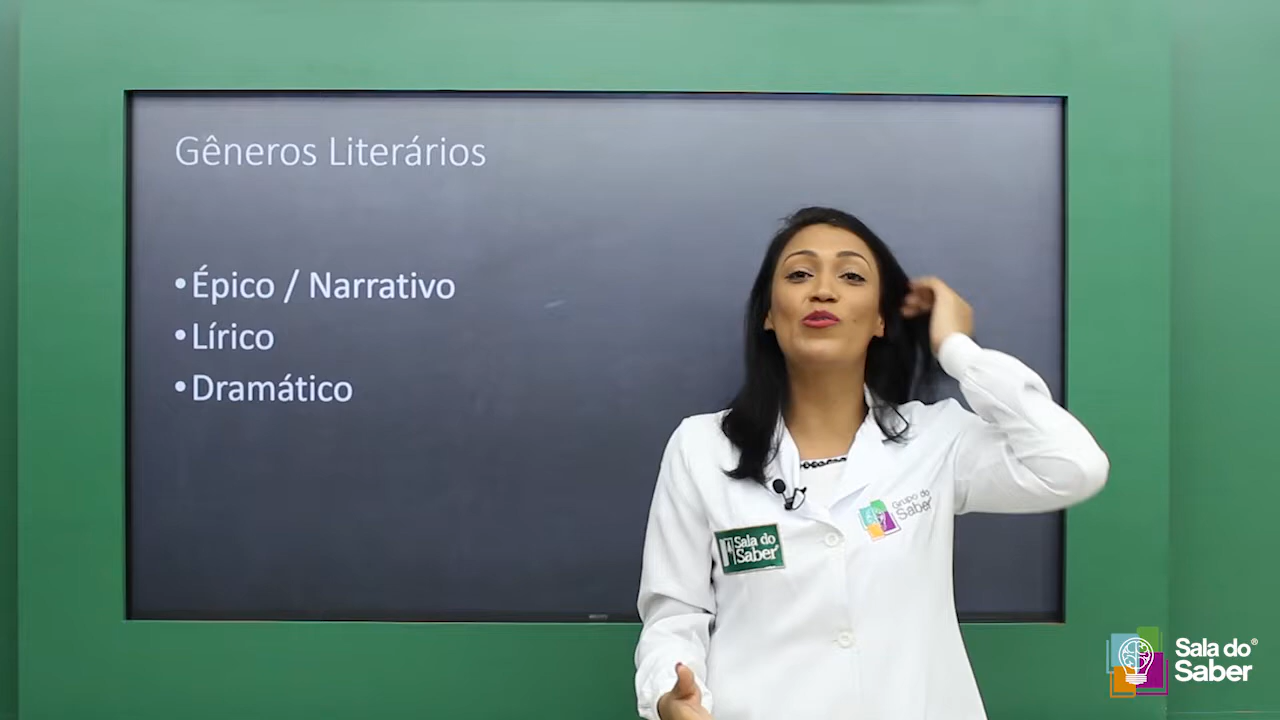 Gêneros Literários
•Épico / Narrativo
•Lírico
•Dramático
Grupo do
Saber
Sala do
Saber
Sala do®
Saber